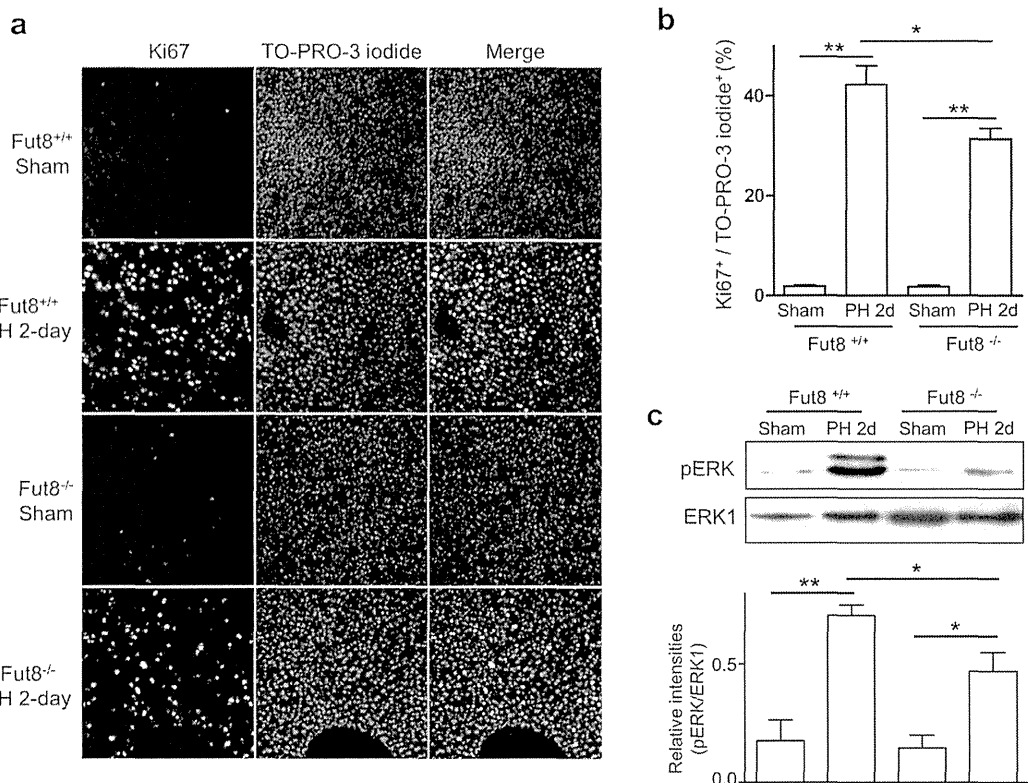 a
Ki67 TO-PRO-3 iodide Merge
Fut8+/+
Sham
Fut8+/+
H 2-day
Fut8-/-
Sham
Fut8-/-
H 2-day
b
Ki67+ / TO-PRO-3 iodide+ (%)
40
20
0
** * **
Sham PH 2d Sham PH 2d
Fut8 +/+ Fut8 -/-
c
Fut8 +/+ Fut8 -/-
Sham PH 2d Sham PH 2d
pERK
ERK1
Relative intensities
(pERK/ERK1)
0.5
0.0
** * *